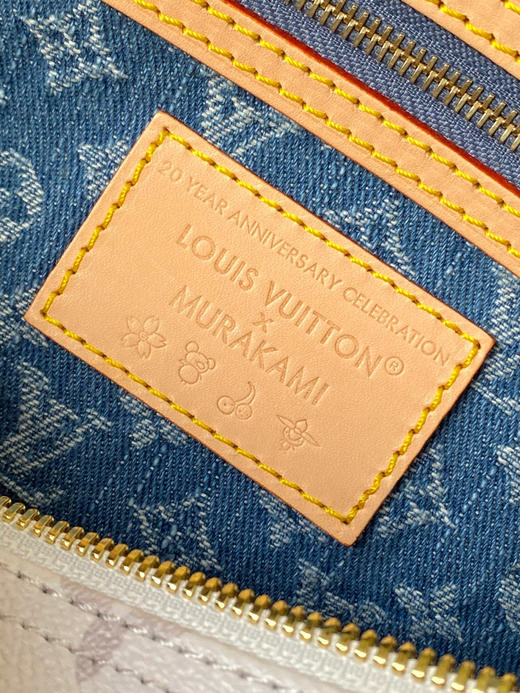 20 YEAR ANNIVERSARY CELEBRATION
LOUIS VUITTON®
×
MURAKAMI